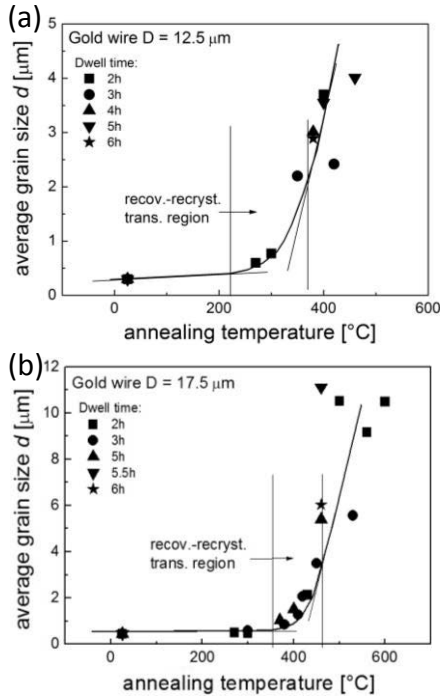 (a)
Gold wire D = 12.5 μm
Dwell time:
2h
3h
4h
5h
6h
recov.-recryst.
trans. region
average grain size d [μm]
5
4
3
2
1
0
0 200 400 600
annealing temperature [°C]
(b)
Gold wire D = 17.5 μm
Dwell time:
2h
3h
5h
5.5h
6h
recov.-recryst.
trans. region
average grain size d [μm]
12
10
8
6
4
2
0
0 200 400 600
annealing temperature [°C]